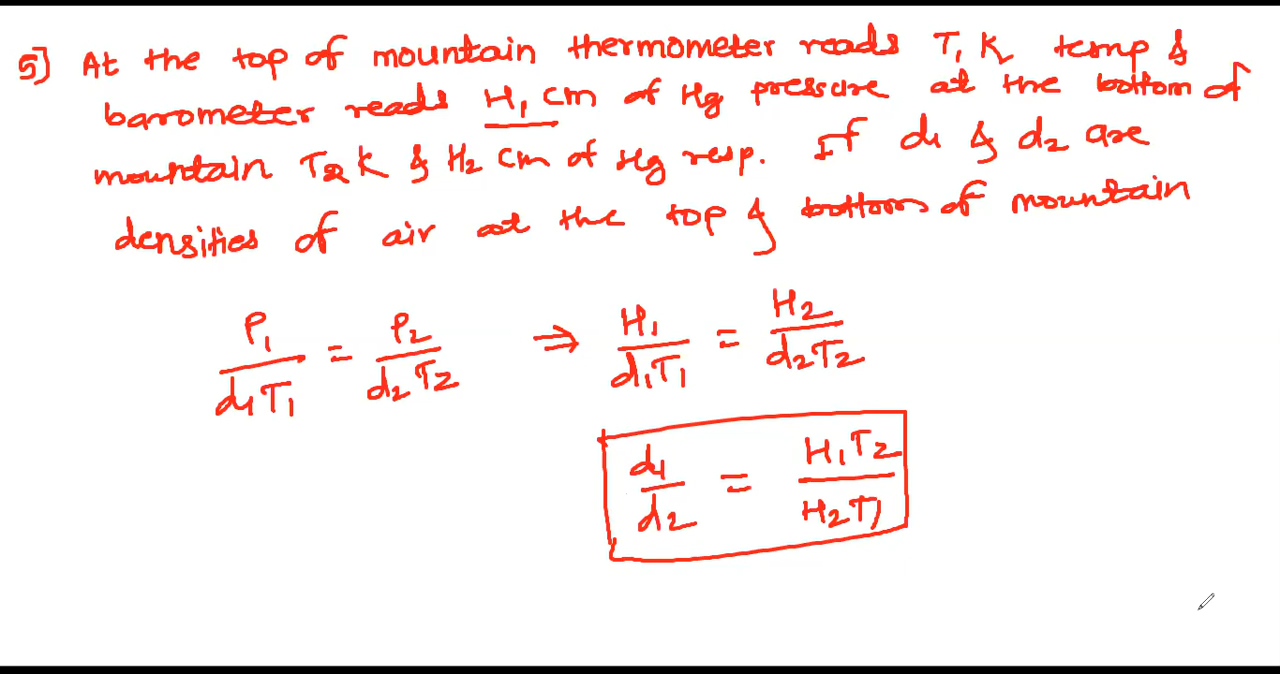 5] At the top of mountain thermometer reads T₁ K temp &
barometer reads H₁ cm of Hg pressure at the bottom of
mountain T₂ K & H₂ cm of Hg resp. If d₁ & d₂ are
densities of air at the top & bottom of mountain
P₁/d₁T₁ = P₂/d₂T₂ ⇒ H₁/d₁T₁ = H₂/d₂T₂
d₁/d₂ = H₁T₂/H₂T₁